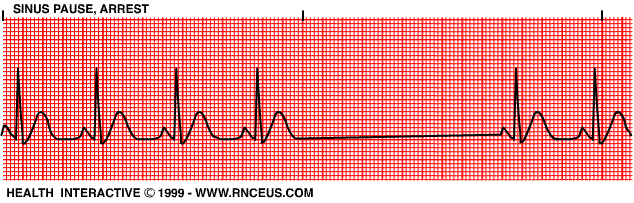 SINUS PAUSE, ARREST
HEALTH INTERACTIVE © 1999 - WWW.RNCEUS.COM